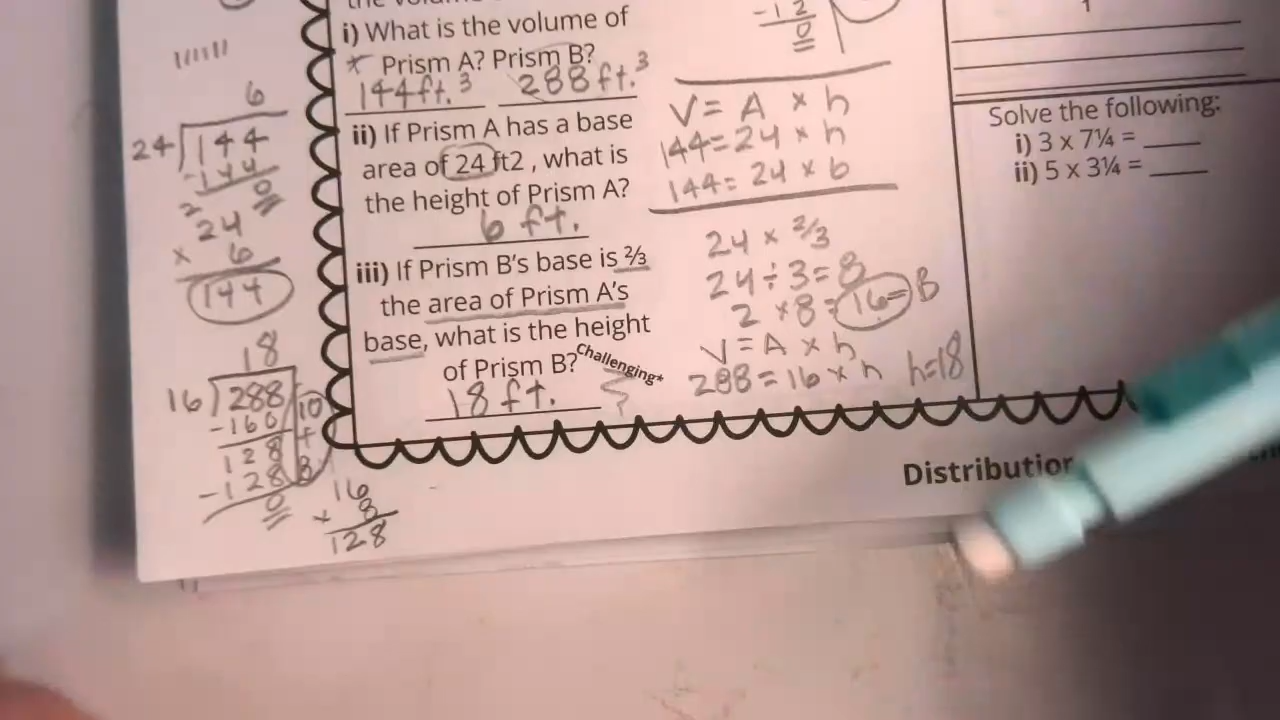 i) What is the volume of
* Prism A? Prism B?
144ft.³ 288ft.³
ii) If Prism A has a base
area of 24 ft2 , what is
the height of Prism A?
6 ft.
iii) If Prism B's base is ⅔
the area of Prism A's
base, what is the height
of Prism B? Challenging*
18 ft.
6
24)144
-144
0
2
24
x 6
144
18
16)288
-160 10
+
128 8
-128
0
16
x 8
128
-12
0
V = A x h
144=24 x h
144= 24 x 6
24 x 2/3
24÷3=8
2 x8=16=B
V=A x h
288=16 x h h=18
1
Solve the following:
i) 3 x 7¼ = ____
ii) 5 x 3¼ = ____